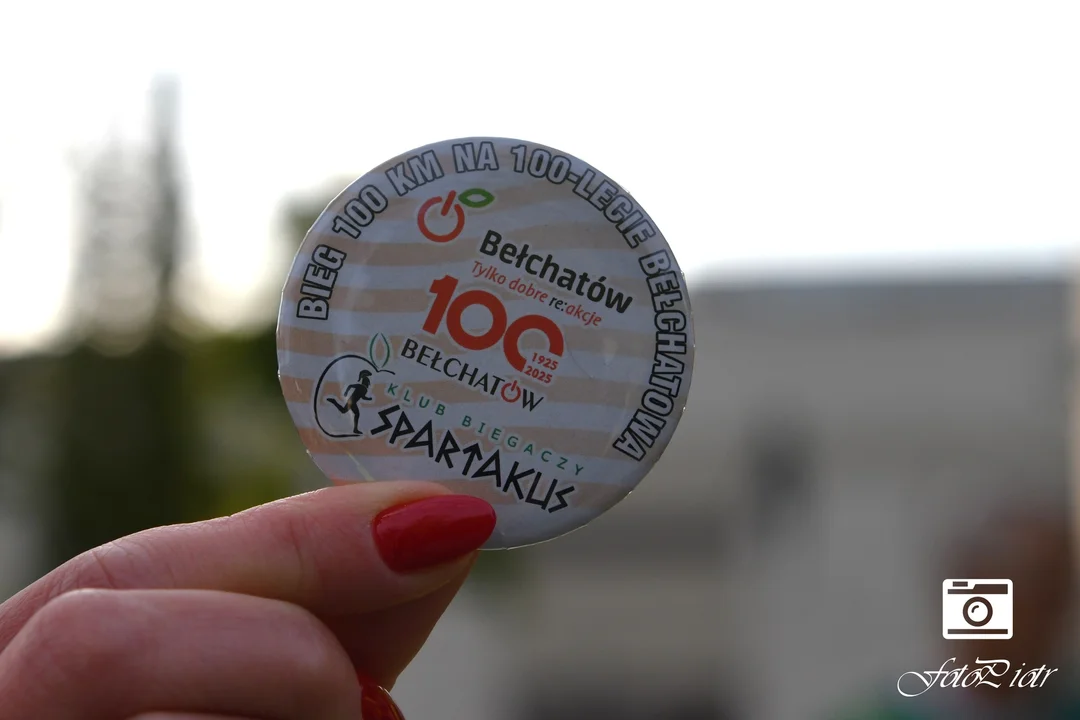 BIEG 100 KM NA 100-LECIE BEŁCHATOWA
Bełchatów
Tylko dobre re:akcje
100
1925
2025
BEŁCHATÓW
KLUB BIEGACZY
SPARTAKUS
FotoPiotr